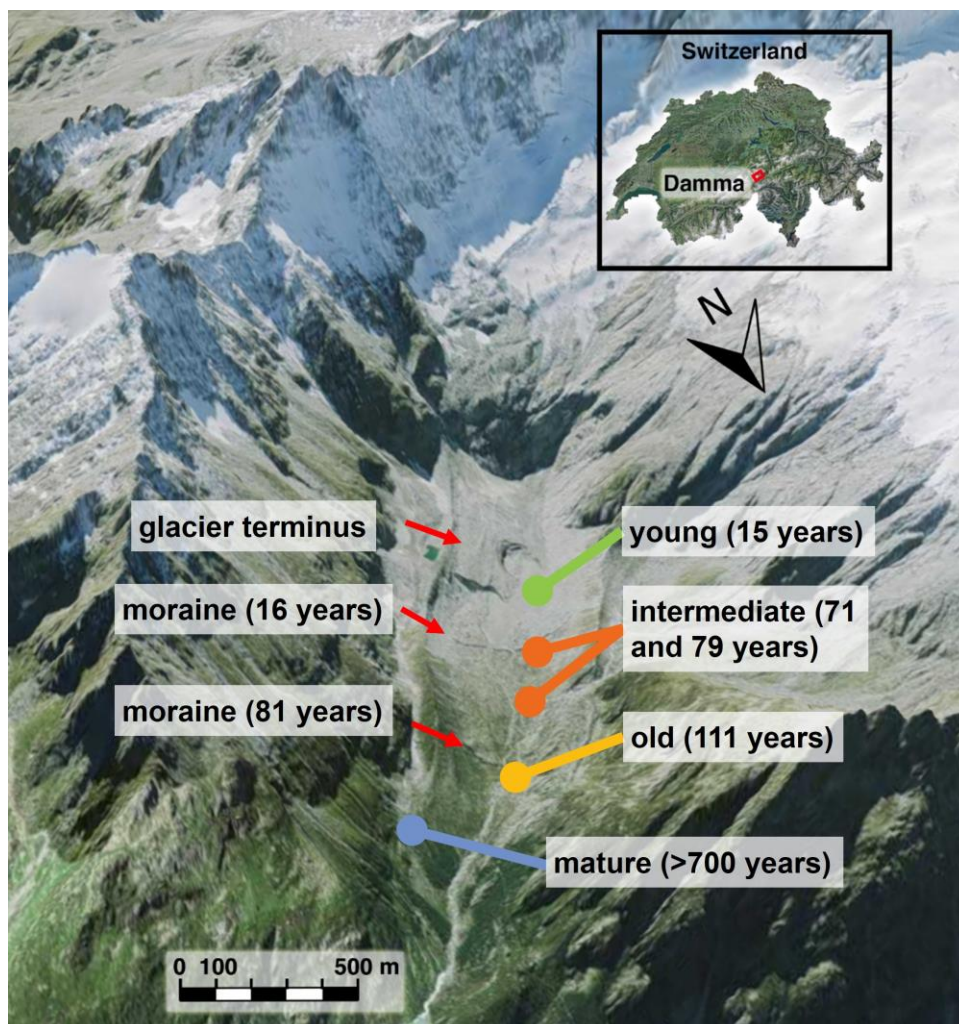 Switzerland
Damma
N
glacier terminus
young (15 years)
moraine (16 years)
intermediate (71
and 79 years)
moraine (81 years)
old (111 years)
mature (>700 years)
0 100 500 m